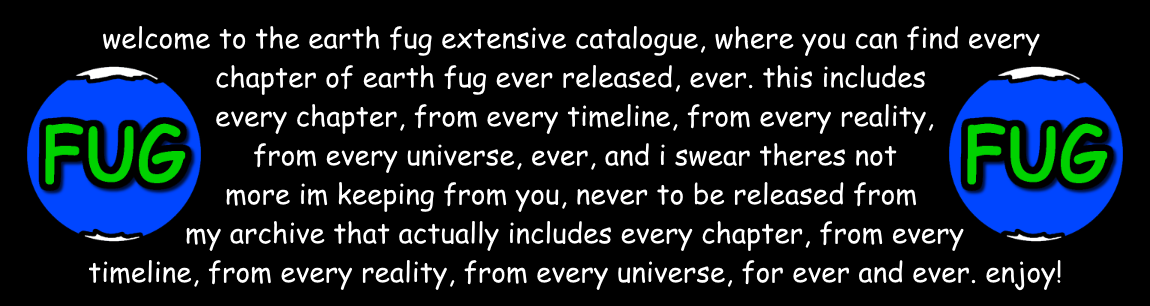 welcome to the earth fug extensive catalogue, where you can find every
chapter of earth fug ever released, ever. this includes
every chapter, from every timeline, from every reality,
FUG
FUG
from every universe, ever, and i swear theres not
more im keeping from you, never to be released from
my archive that actually includes every chapter, from every
timeline, from every reality, from every universe, for ever and ever. enjoy!